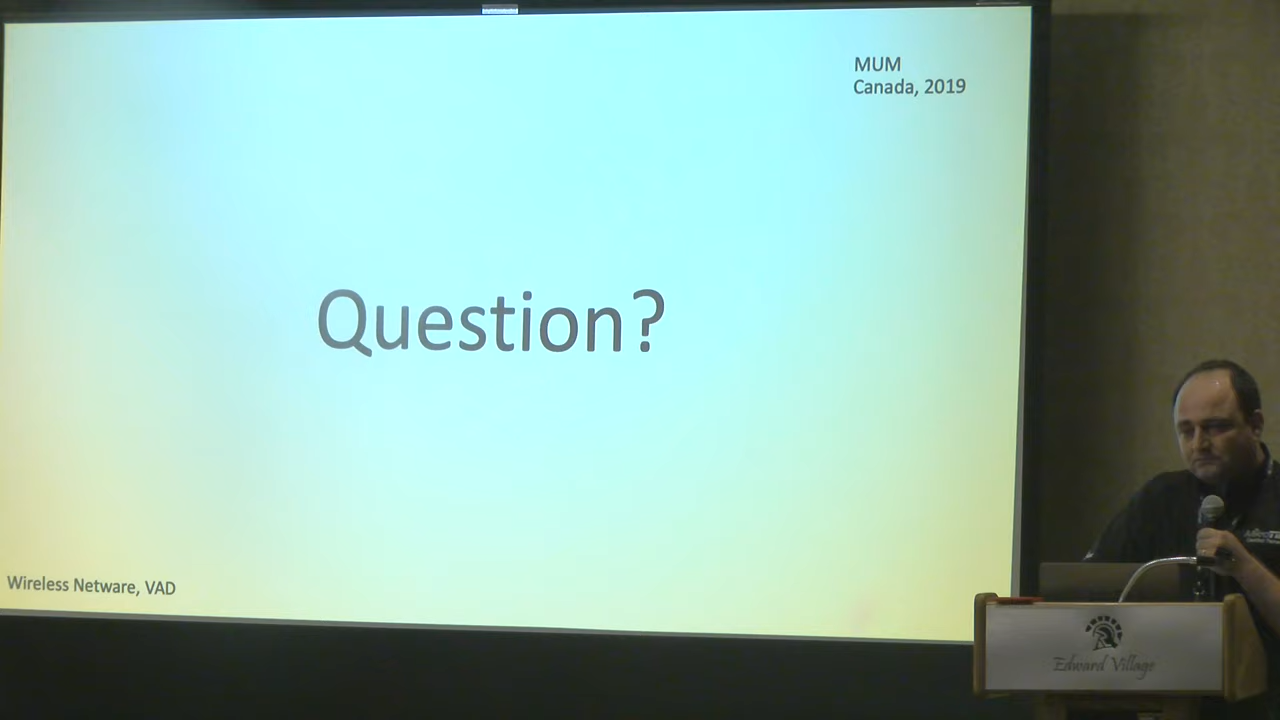 MUM
Canada, 2019
Question?
Wireless Netware, VAD
Edward Village